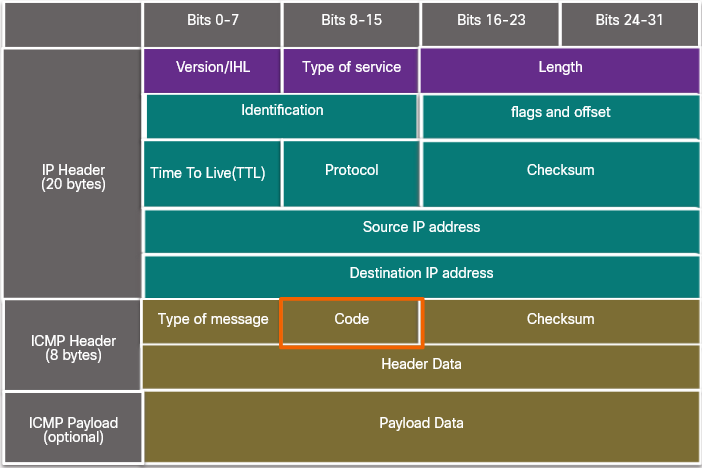 Bits 0-7
Bits 8-15
Bits 16-23
Bits 24-31
IP Header
(20 bytes)
Version/IHL
Type of service
Length
Identification
flags and offset
Time To Live(TTL)
Protocol
Checksum
Source IP address
Destination IP address
ICMP Header
(8 bytes)
Type of message
Code
Checksum
Header Data
ICMP Payload
(optional)
Payload Data